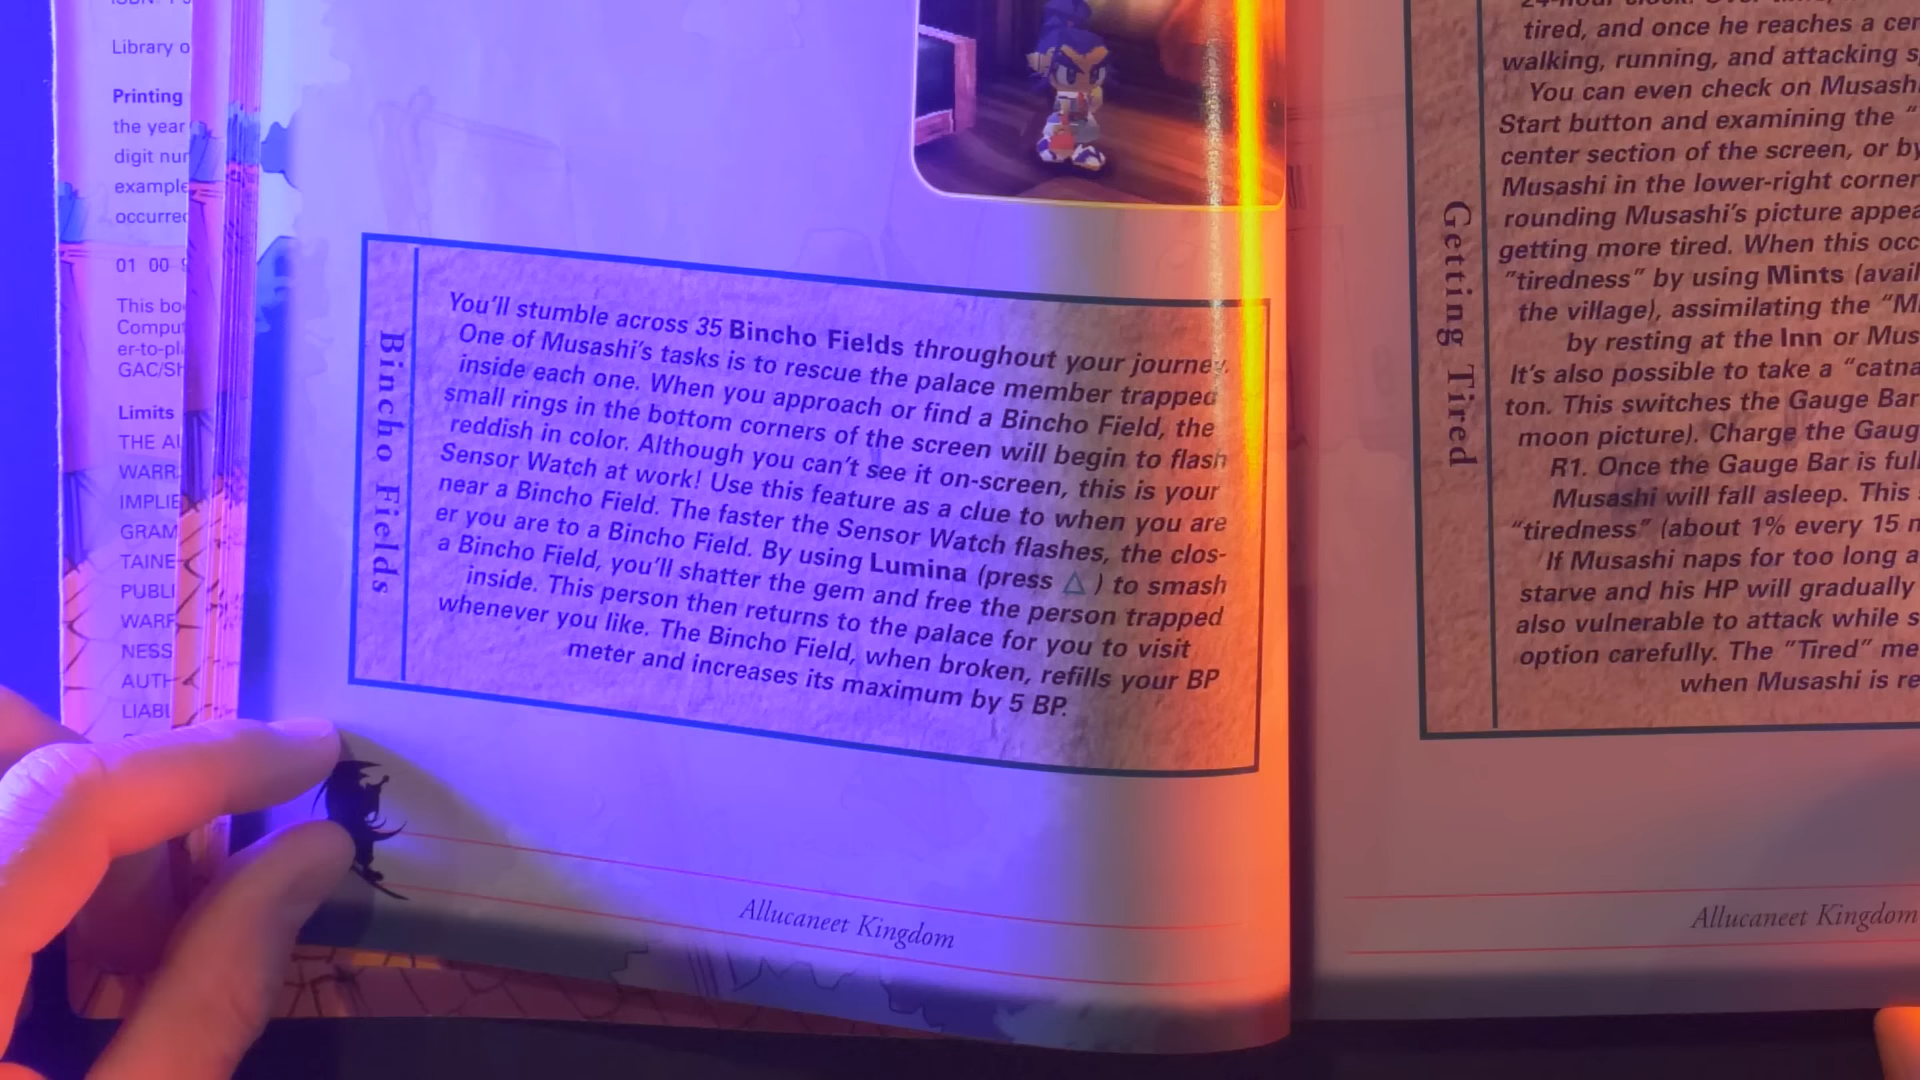 Library o
Printing
the year
digit nu
example
occurre
01 00
This bo
Comput
er-to-pl
GAC/S
Limits
THE A
WARR
IMPLIE
GRAM
TAINE
PUBLI
WARF
NESS
AUTH
LIABI
Bincho Fields
You'll stumble across 35 Bincho Fields throughout your journey.
One of Musashi's tasks is to rescue the palace member trapped
inside each one. When you approach or find a Bincho Field, the
small rings in the bottom corners of the screen will begin to flash
reddish in color. Although you can't see it on-screen, this is your
Sensor Watch at work! Use this feature as a clue to when you are
near a Bincho Field. The faster the Sensor Watch flashes, the clos-
er you are to a Bincho Field. By using Lumina (press △ ) to smash
a Bincho Field, you'll shatter the gem and free the person trapped
inside. This person then returns to the palace for you to visit
whenever you like. The Bincho Field, when broken, refills your BP
meter and increases its maximum by 5 BP.
Allucaneet Kingdom
Getting Tired
tired, and once he reaches a cer
walking, running, and attacking s
You can even check on Musash
Start button and examining the "
center section of the screen, or by
Musashi in the lower-right corner
rounding Musashi's picture appea
getting more tired. When this occ
"tiredness" by using Mints (avail
the village), assimilating the "M
by resting at the Inn or Mus
It's also possible to take a "catna
ton. This switches the Gauge Bar
moon picture). Charge the Gaug
R1. Once the Gauge Bar is full
Musashi will fall asleep. This
"tiredness" (about 1% every 15 m
If Musashi naps for too long a
starve and his HP will gradually
also vulnerable to attack while s
option carefully. The "Tired" me
when Musashi is re
Allucaneet Kingdom